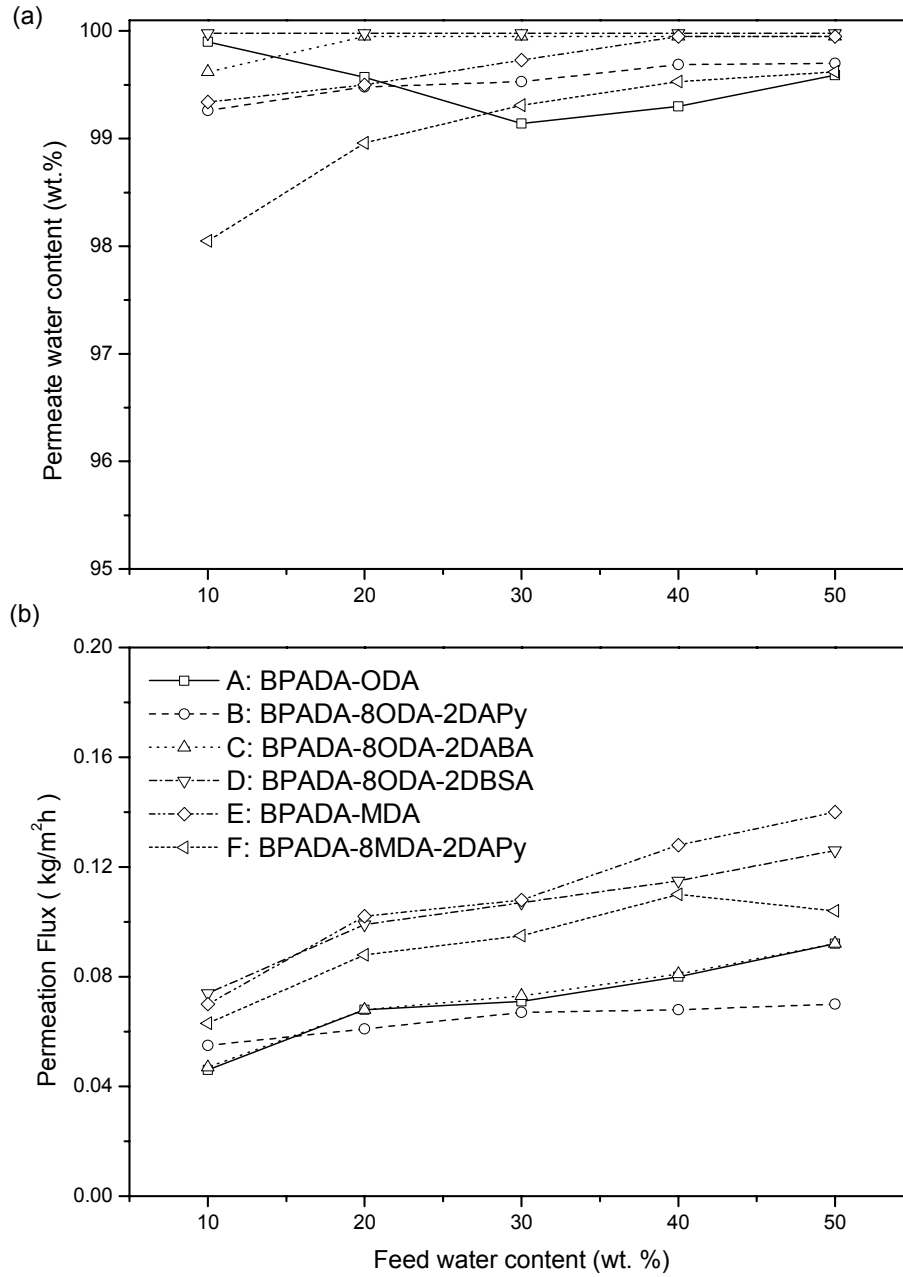 (a)
100
99
98
97
96
95
Permeate water content (wt.%)
10 20 30 40 50
(b)
0.20
0.16
0.12
0.08
0.04
0.00
Permeation Flux ( kg/m²h )
A: BPADA-ODA
B: BPADA-8ODA-2DAPy
C: BPADA-8ODA-2DABA
D: BPADA-8ODA-2DBSA
E: BPADA-MDA
F: BPADA-8MDA-2DAPy
10 20 30 40 50
Feed water content (wt. %)